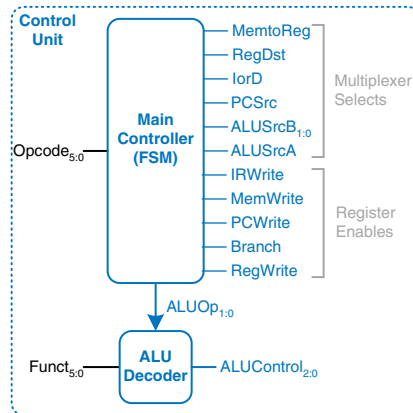 Control
Unit
MemtoReg
RegDst
IorD
PCSrc
ALUSrcB1:0
ALUSrcA
Multiplexer
Selects
Main
Controller
(FSM)
Opcode5:0
IRWrite
MemWrite
PCWrite
Branch
RegWrite
Register
Enables
ALUOp1:0
ALU
Decoder
Funct5:0
ALUControl2:0